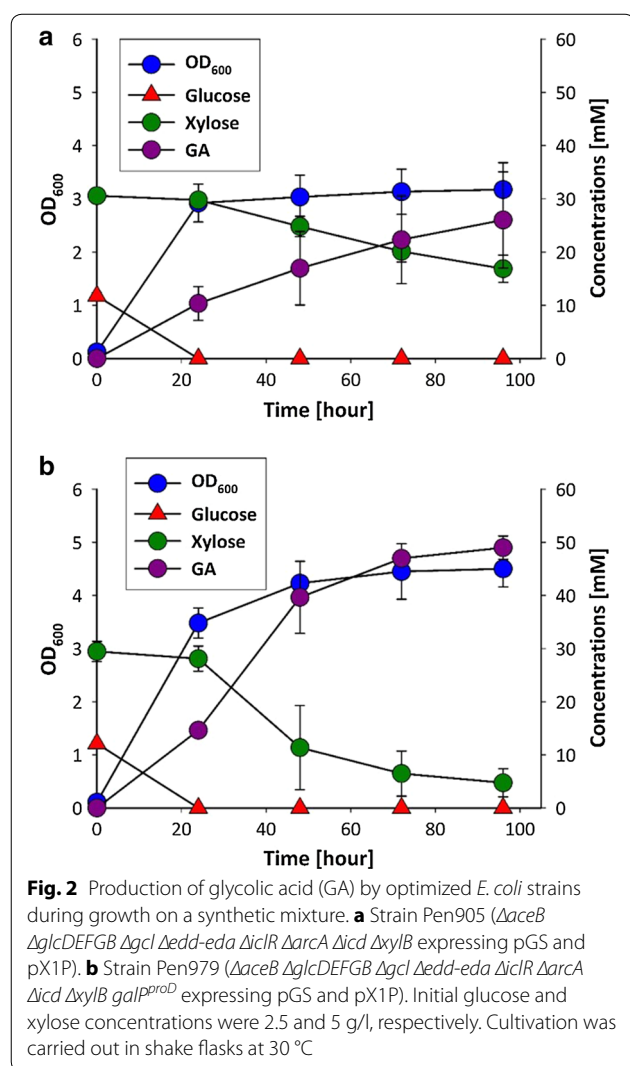 a
6
60
OD600
Glucose
Xylose
GA
5
50
4
40
3
30
2
20
1
10
0
0
OD600
Concentrations [mM]
0 20 40 60 80 100
Time [hour]
b
6
60
OD600
Glucose
Xylose
GA
5
50
4
40
3
30
2
20
1
10
0
0
OD600
Concentrations [mM]
0 20 40 60 80 100
Time [hour]
Fig. 2 Production of glycolic acid (GA) by optimized E. coli strains
during growth on a synthetic mixture. a Strain Pen905 (ΔaceB
ΔglcDEFGB Δgcl Δedd-eda ΔiclR ΔarcA Δicd ΔxylB expressing pGS and
pX1P). b Strain Pen979 (ΔaceB ΔglcDEFGB Δgcl Δedd-eda ΔiclR ΔarcA
Δicd ΔxylB galPproD expressing pGS and pX1P). Initial glucose and
xylose concentrations were 2.5 and 5 g/l, respectively. Cultivation was
carried out in shake flasks at 30 °C